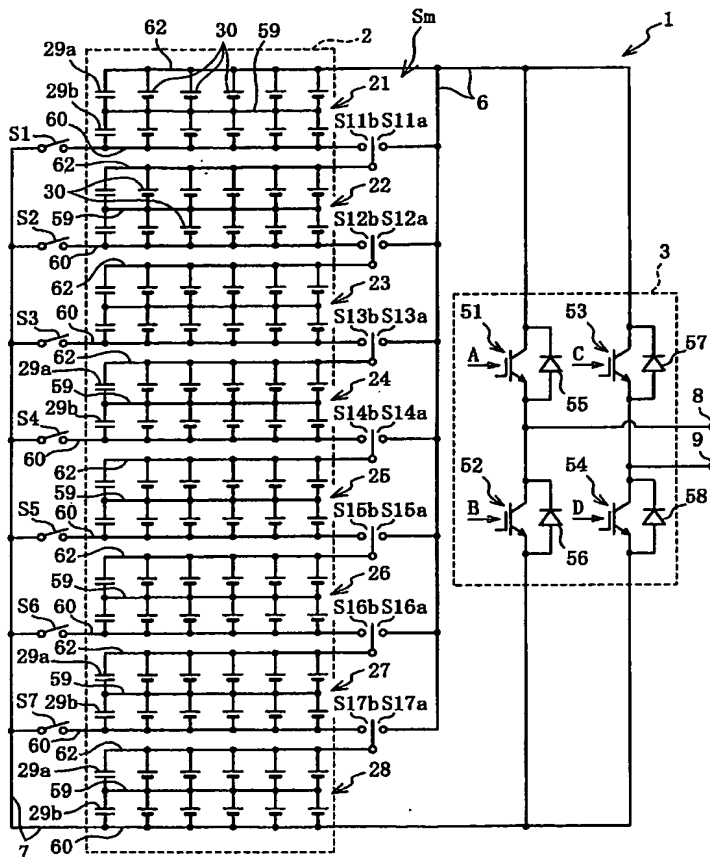 62 30 59 2 Sm 1
29a
21 6
29b
S1 60 S11b S11a
62
30 22
59
S2 S12b S12a
60 62
23 3
S3 60 S13b S13a 51 53
62
29a 24 A C 57
59
29b 55 8
S4 S14b S14a
60 62 9
25 52 54
59
S5 60 S15b S15a B D 58
62
26 56
59
S6 60 S16b S16a
62
29a 27
59
S7 29b S17b S17a
60
62
29a 28
59
29b
7 60